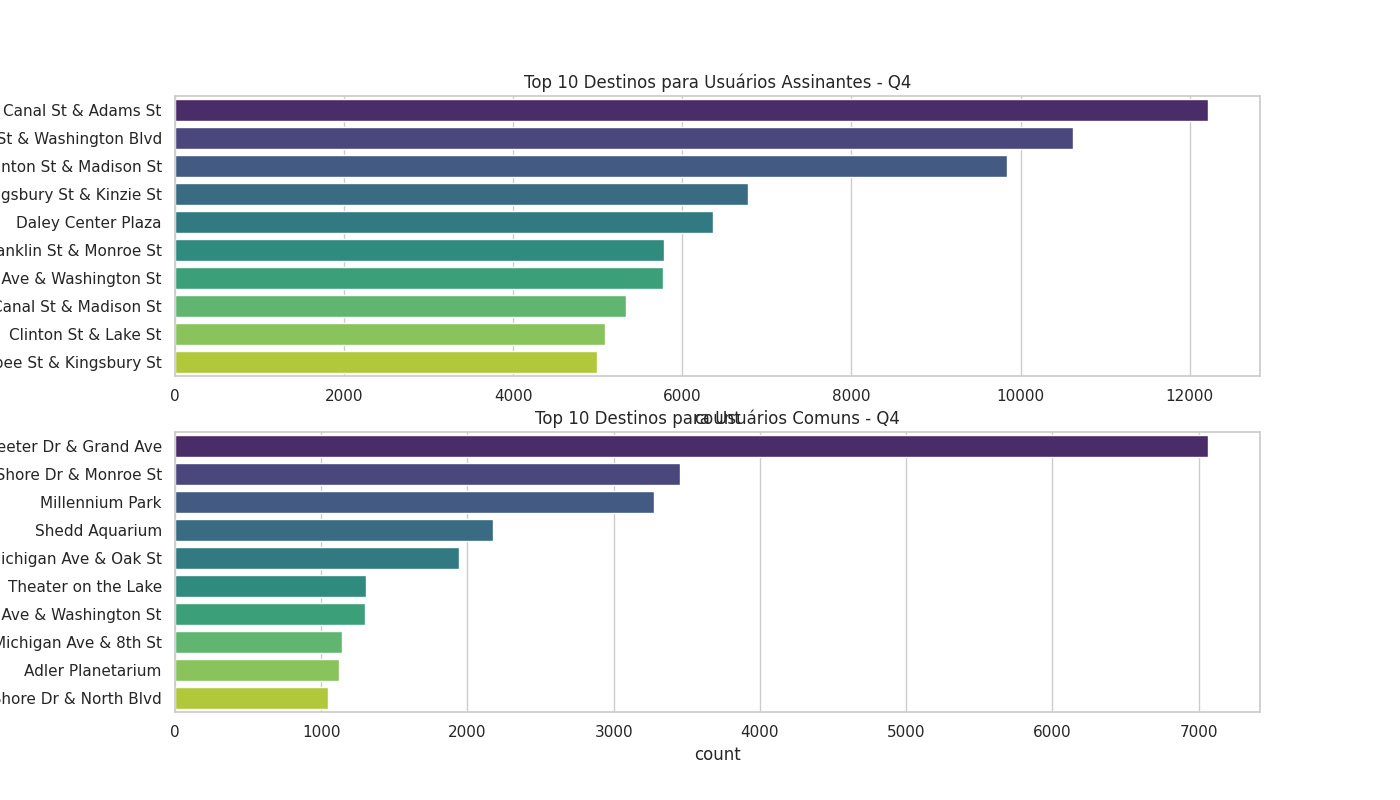 Top 10 Destinos para Usuários Assinantes - Q4
Canal St & Adams St
St & Washington Blvd
nton St & Madison St
gsbury St & Kinzie St
Daley Center Plaza
anklin St & Monroe St
Ave & Washington St
Canal St & Madison St
Clinton St & Lake St
bee St & Kingsbury St
0 2000 4000 6000 8000 10000 12000
count
Top 10 Destinos para Usuários Comuns - Q4
eeter Dr & Grand Ave
Shore Dr & Monroe St
Millennium Park
Shedd Aquarium
ichigan Ave & Oak St
Theater on the Lake
Ave & Washington St
Michigan Ave & 8th St
Adler Planetarium
Shore Dr & North Blvd
0 1000 2000 3000 4000 5000 6000 7000
count